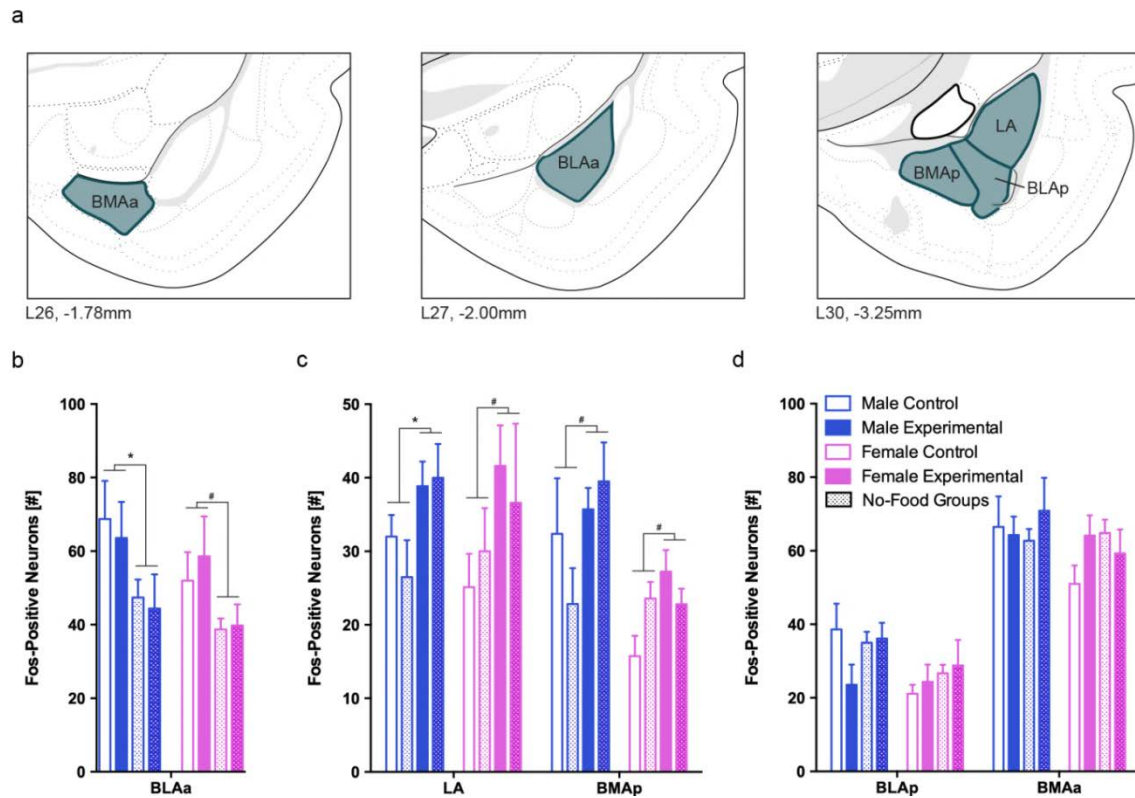 a
BMAa
L26, -1.78mm
BLAa
L27, -2.00mm
LA
BMAp
BLAp
L30, -3.25mm
b
Fos-Positive Neurons [#]
100
80
60
40
20
0
*
#
BLAa
c
Fos-Positive Neurons [#]
50
40
30
20
10
0
*
#
#
#
LA
BMAp
d
Fos-Positive Neurons [#]
100
80
60
40
20
0
Male Control
Male Experimental
Female Control
Female Experimental
No-Food Groups
BLAp
BMAa